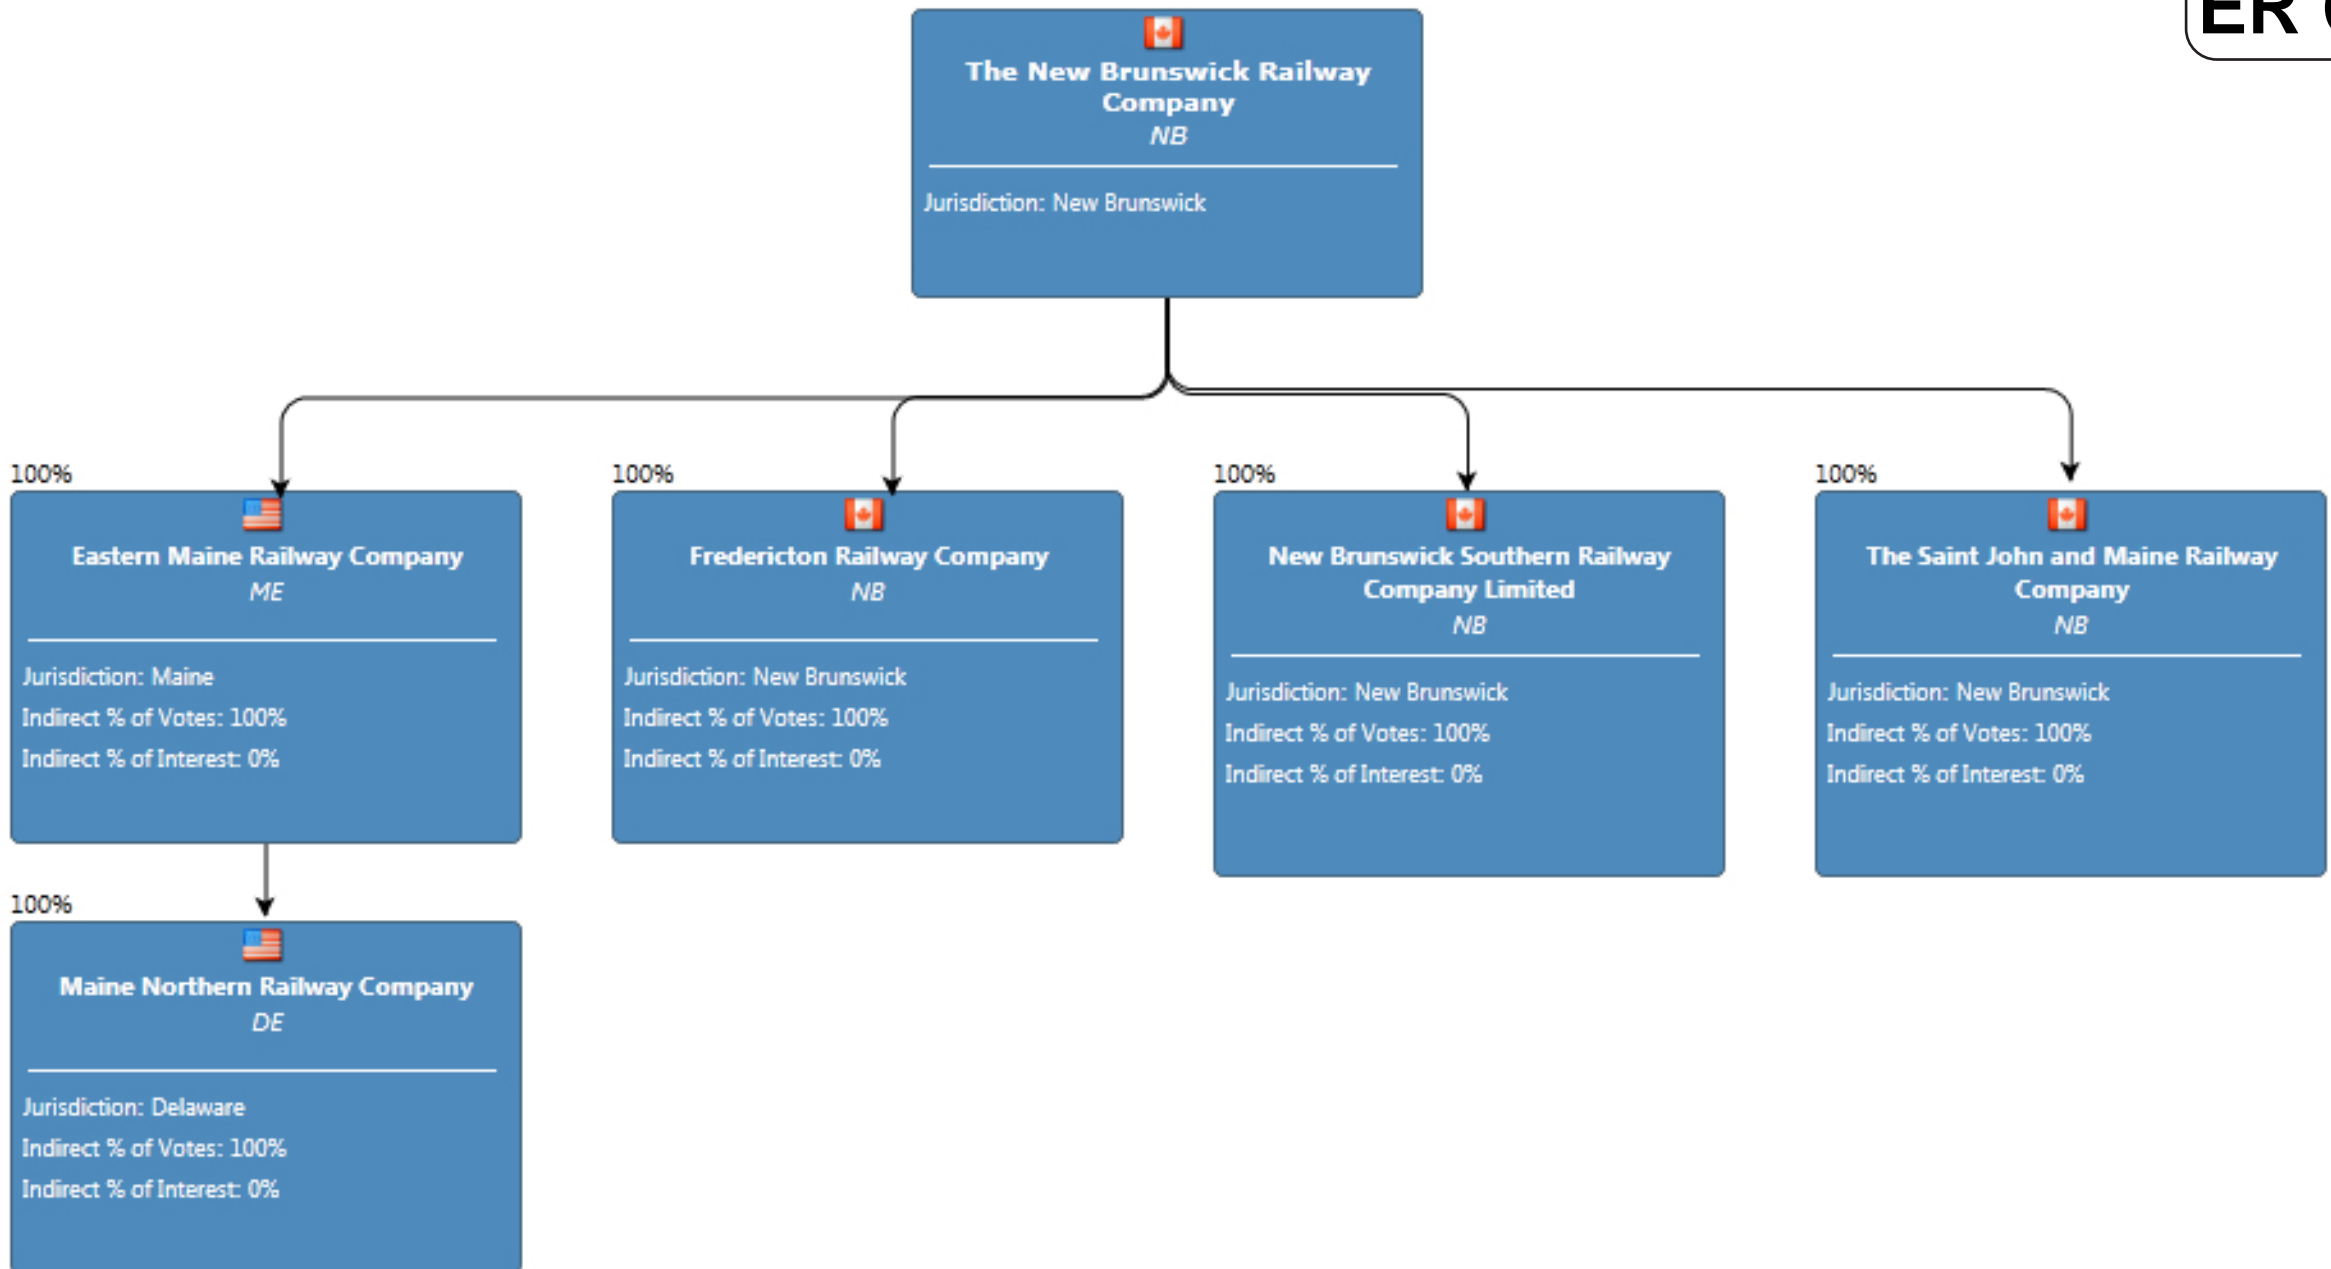 ER
The New Brunswick Railway
Company
NB
Jurisdiction: New Brunswick
100%
Eastern Maine Railway Company
ME
Jurisdiction: Maine
Indirect % of Votes: 100%
Indirect % of Interest: 0%
100%
Fredericton Railway Company
NB
Jurisdiction: New Brunswick
Indirect % of Votes: 100%
Indirect % of Interest: 0%
100%
New Brunswick Southern Railway
Company Limited
NB
Jurisdiction: New Brunswick
Indirect % of Votes: 100%
Indirect % of Interest: 0%
100%
The Saint John and Maine Railway
Company
NB
Jurisdiction: New Brunswick
Indirect % of Votes: 100%
Indirect % of Interest: 0%
100%
Maine Northern Railway Company
DE
Jurisdiction: Delaware
Indirect % of Votes: 100%
Indirect % of Interest: 0%